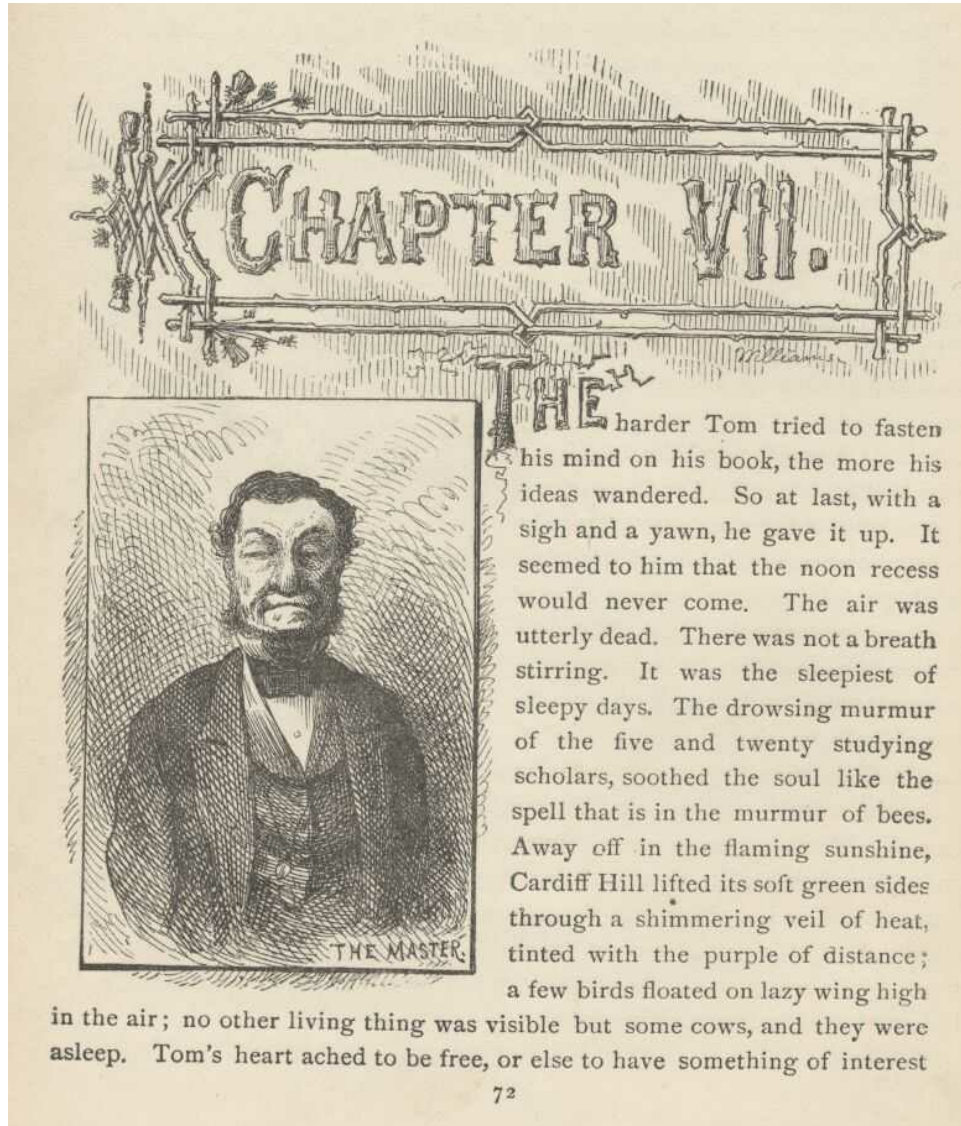 CHAPTER VII.
Williams
THE harder Tom tried to fasten
his mind on his book, the more his
ideas wandered. So at last, with a
sigh and a yawn, he gave it up. It
seemed to him that the noon recess
would never come. The air was
utterly dead. There was not a breath
stirring. It was the sleepiest of
sleepy days. The drowsing murmur
of the five and twenty studying
scholars, soothed the soul like the
spell that is in the murmur of bees.
Away off in the flaming sunshine,
Cardiff Hill lifted its soft green sides
through a shimmering veil of heat,
tinted with the purple of distance;
a few birds floated on lazy wing high
THE MASTER.
in the air; no other living thing was visible but some cows, and they were
asleep. Tom's heart ached to be free, or else to have something of interest
72